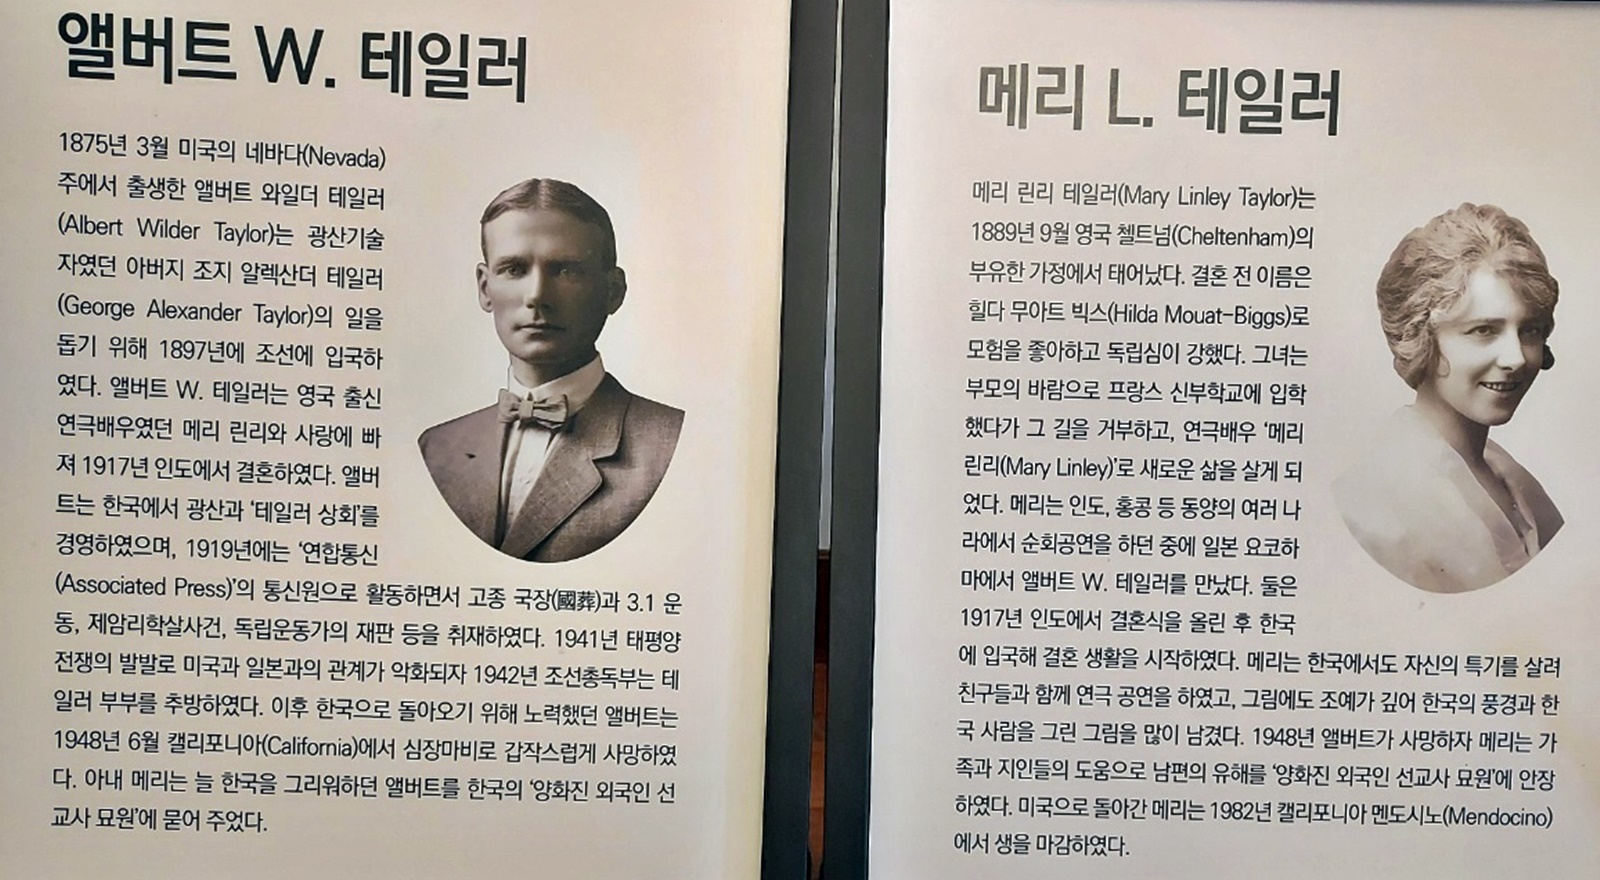 앨버트 W. 테일러
1875년 3월 미국의 네바다(Nevada)
주에서 출생한 앨버트 와일더 테일러
(Albert Wilder Taylor)는 광산기술
자였던 아버지 조지 알렉산더 테일러
(George Alexander Taylor)의 일을
돕기 위해 1897년에 조선에 입국하
였다. 앨버트 W. 테일러는 영국 출신
연극배우였던 메리 린리와 사랑에 빠
져 1917년 인도에서 결혼하였다. 앨버
트는 한국에서 광산과 ‘테일러 상회’를
경영하였으며, 1919년에는 ‘연합통신
(Associated Press)’의 통신원으로 활동하면서 고종 국장(國葬)과 3.1 운
동, 제암리학살사건, 독립운동가의 재판 등을 취재하였다. 1941년 태평양
전쟁의 발발로 미국과 일본과의 관계가 악화되자 1942년 조선총독부는 테
일러 부부를 추방하였다. 이후 한국으로 돌아오기 위해 노력했던 앨버트는
1948년 6월 캘리포니아(California)에서 심장마비로 갑작스럽게 사망하였
다. 아내 메리는 늘 한국을 그리워하던 앨버트를 한국의 ‘양화진 외국인 선
교사 묘원’에 묻어 주었다.
메리 L. 테일러
메리 린리 테일러(Mary Linley Taylor)는
1889년 9월 영국 첼트넘(Cheltenham)의
부유한 가정에서 태어났다. 결혼 전 이름은
힐다 무아트 빅스(Hilda Mouat-Biggs)로
모험을 좋아하고 독립심이 강했다. 그녀는
부모의 바람으로 프랑스 신부학교에 입학
했다가 그 길을 거부하고, 연극배우 ‘메리
린리(Mary Linley)’로 새로운 삶을 살게 되
었다. 메리는 인도, 홍콩 등 동양의 여러 나
라에서 순회공연을 하던 중에 일본 요코하
마에서 앨버트 W. 테일러를 만났다. 둘은
1917년 인도에서 결혼식을 올린 후 한국
에 입국해 결혼 생활을 시작하였다. 메리는 한국에서도 자신의 특기를 살려
친구들과 함께 연극 공연을 하였고, 그림에도 조예가 깊어 한국의 풍경과 한
국 사람을 그린 그림을 많이 남겼다. 1948년 앨버트가 사망하자 메리는 가
족과 지인들의 도움으로 남편의 유해를 ‘양화진 외국인 선교사 묘원’에 안장
하였다. 미국으로 돌아간 메리는 1982년 캘리포니아 멘도시노(Mendocino)
에서 생을 마감하였다.